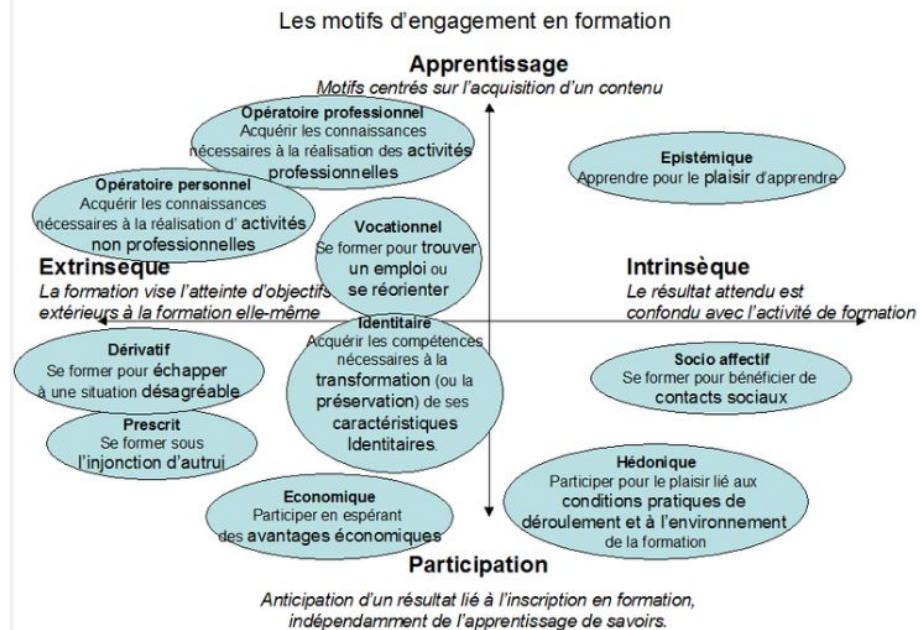 Les motifs d'engagement en formation
Apprentissage
Motifs centrés sur l'acquisition d'un contenu
Opératoire professionnel
Acquérir les connaissances
nécessaires à la réalisation des activités
professionnelles
Epistémique
Apprendre pour le plaisir d'apprendre
Opératoire personnel
Acquérir les connaissances
nécessaires à la réalisation d' activités
non professionnelles
Vocationnel
Se former pour trouver
un emploi ou
se réorienter
Extrinsèque
La formation vise l'atteinte d'objectifs
extérieurs à la formation elle-même
Intrinsèque
Le résultat attendu est
confondu avec l'activité de formation
Identitaire
Acquérir les compétences
nécessaires à la
transformation (ou la
préservation) de ses
caractéristiques
Identitaires.
Dérivatif
Se former pour échapper
à une situation désagréable
Socio affectif
Se former pour bénéficier de
contacts sociaux
Prescrit
Se former sous
l'injonction d'autrui
Economique
Participer en espérant
des avantages économiques
Hédonique
Participer pour le plaisir lié aux
conditions pratiques de
déroulement et à l'environnement
de la formation
Participation
Anticipation d'un résultat lié à l'inscription en formation,
indépendamment de l'apprentissage de savoirs.